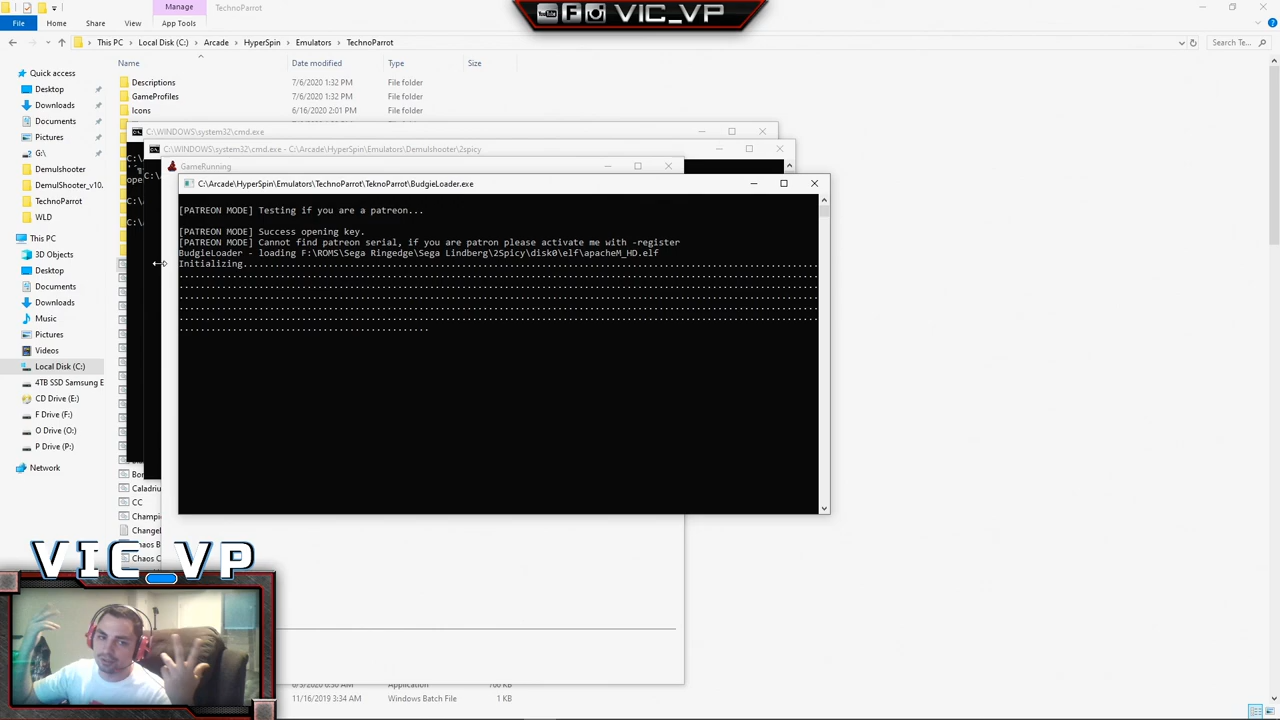 Manage
TechnoParrot
VIC_VP
File
Home
Share
View
App Tools
This PC
Local Disk (C:)
Arcade
HyperSpin
Emulators
TechnoParrot
Search Te...
Name
Date modified
Type
Size
Quick access
Desktop
Downloads
Documents
Pictures
G:\
Demulshooter
DemulShooter_v10.
TechnoParrot
WLD
This PC
3D Objects
Desktop
Documents
Downloads
Music
Pictures
Videos
Local Disk (C:)
4TB SSD Samsung E
CD Drive (E:)
F Drive (F:)
O Drive (O:)
P Drive (P:)
Network
Descriptions 7/6/2020 1:32 PM File folder
GameProfiles 7/6/2020 1:32 PM File folder
Icons 6/16/2020 2:01 PM File folder
C:\WINDOWS\system32\cmd.exe
C:\WINDOWS\system32\cmd.exe - C:\Arcade\HyperSpin\Emulators\Demulshooter\2spicy
GameRunning
C:\Arcade\HyperSpin\Emulators\TechnoParrot\TeknoParrot\BudgieLoader.exe
[PATREON MODE] Testing if you are a patreon...
[PATREON MODE] Success opening key.
[PATREON MODE] Cannot find patreon serial, if you are patron please activate me with -register
BudgieLoader - loading F:\ROMS\Sega Ringedge\Sega Lindberg\2Spicy\disk0\elf\apacheM_HD.elf
Initializing...
Caladriu
CC
Champi
Chaos B
Chaos C
Application
11/16/2019 3:34 AM Windows Batch File 1 KB
VIC_VP